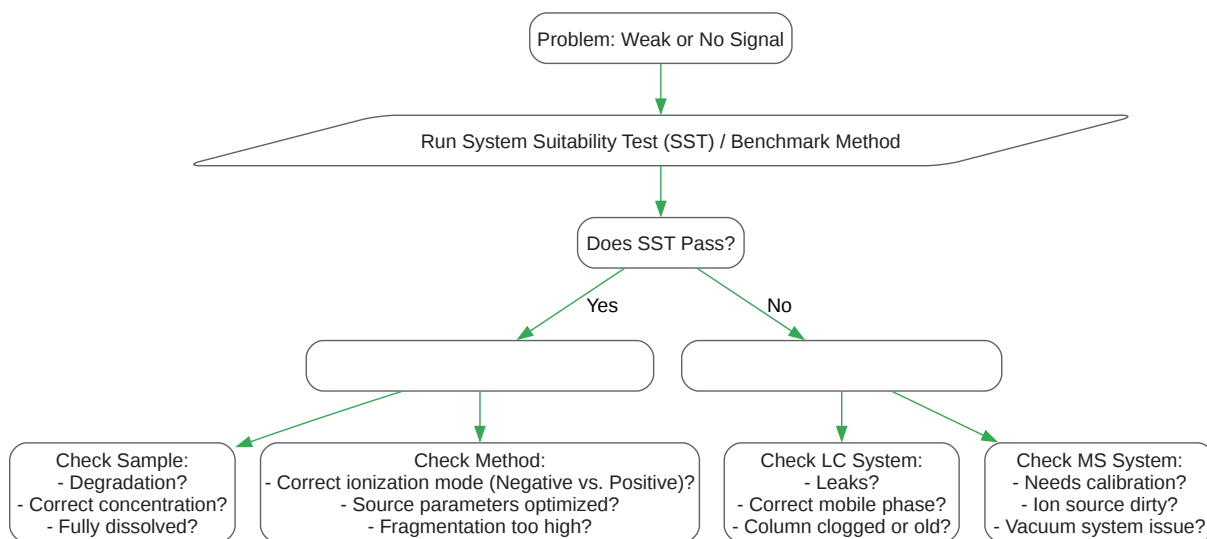 Problem: Weak or No Signal
Run System Suitability Test (SST) / Benchmark Method
Does SST Pass?
Yes
No
Check Sample:
- Degradation?
- Correct concentration?
- Fully dissolved?
Check Method:
- Correct ionization mode (Negative vs. Positive)?
- Source parameters optimized?
- Fragmentation too high?
Check LC System:
- Leaks?
- Correct mobile phase?
- Column clogged or old?
Check MS System:
- Needs calibration?
- Ion source dirty?
- Vacuum system issue?